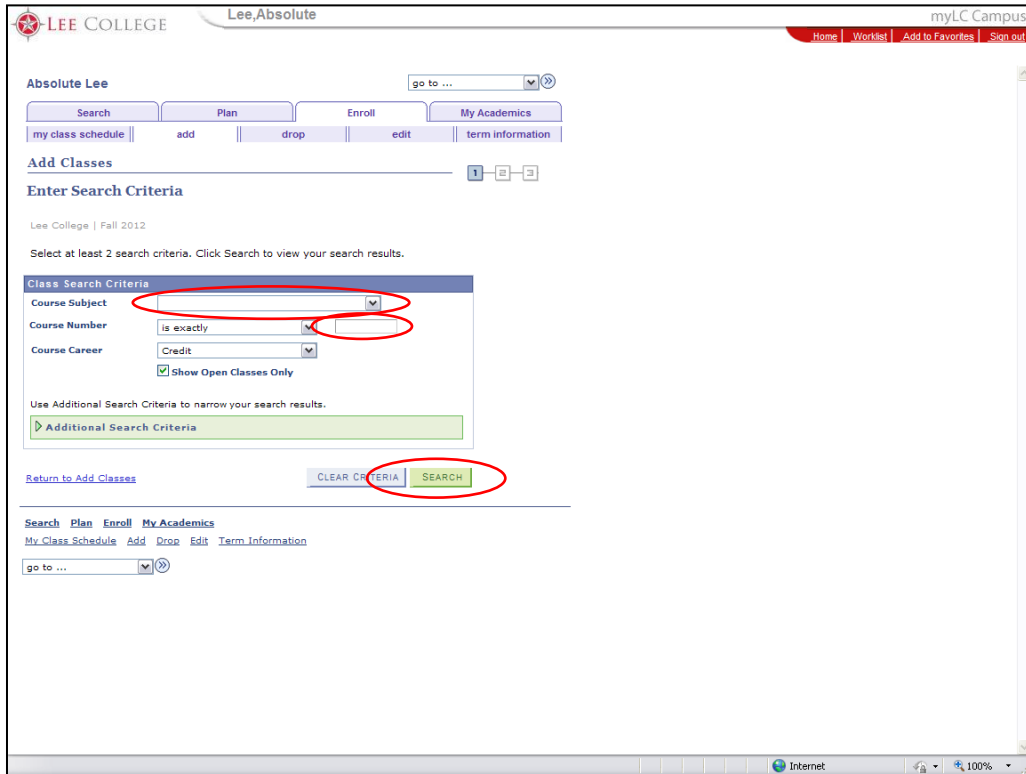 LEE COLLEGE
Lee,Absolute
myLC Campus
Home Worklist Add to Favorites Sign out
Absolute Lee
go to ...
Search Plan Enroll My Academics
my class schedule add drop edit term information
Add Classes
1 2 3
Enter Search Criteria
Lee College | Fall 2012
Select at least 2 search criteria. Click Search to view your search results.
Class Search Criteria
Course Subject
Course Number is exactly
Course Career Credit
Show Open Classes Only
Use Additional Search Criteria to narrow your search results.
Additional Search Criteria
Return to Add Classes CLEAR CRITERIA SEARCH
Search Plan Enroll My Academics
My Class Schedule Add Drop Edit Term Information
go to ...
Internet 100%